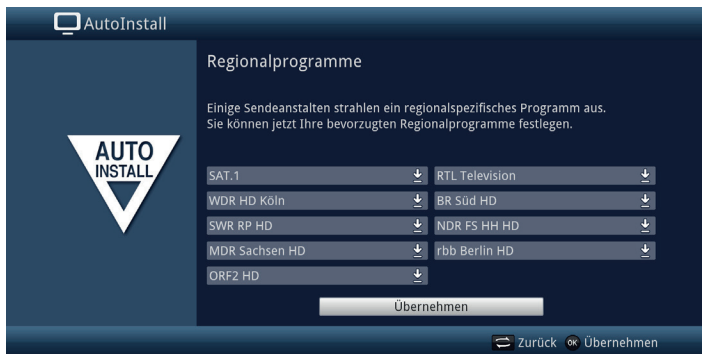 AutoInstall
Regionalprogramme
Einige Sendeanstalten strahlen ein regionalspezifisches Programm aus.
Sie können jetzt Ihre bevorzugten Regionalprogramme festlegen.
AUTO
INSTALL
SAT.1
RTL Television
WDR HD Köln
BR Süd HD
SWR RP HD
NDR FS HH HD
MDR Sachsen HD
rbb Berlin HD
ORF2 HD
Übernehmen
Zurück OK Übernehmen